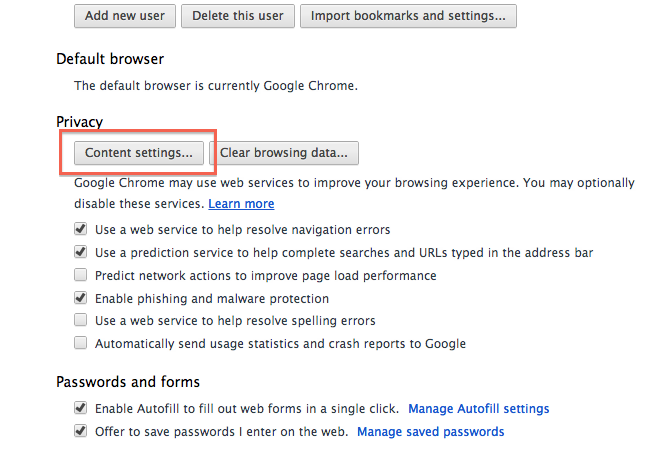 Add new user Delete this user Import bookmarks and settings...
Default browser
The default browser is currently Google Chrome.
Privacy
Content settings... Clear browsing data...
Google Chrome may use web services to improve your browsing experience. You may optionally
disable these services. Learn more
Use a web service to help resolve navigation errors
Use a prediction service to help complete searches and URLs typed in the address bar
Predict network actions to improve page load performance
Enable phishing and malware protection
Use a web service to help resolve spelling errors
Automatically send usage statistics and crash reports to Google
Passwords and forms
Enable Autofill to fill out web forms in a single click. Manage Autofill settings
Offer to save passwords I enter on the web. Manage saved passwords